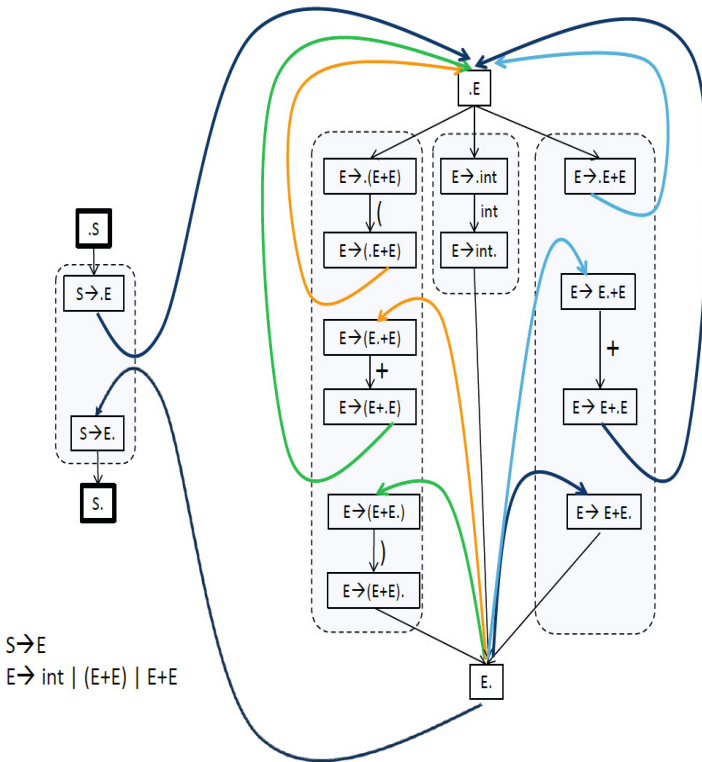 .E
E→.(E+E)
E→.int
E→.E+E
(
int
.S
E→(.E+E)
E→int.
S→.E
E→ E.+E
E→(E.+E)
+
+
E→(E+.E)
E→ E+.E
S→E.
S.
E→(E+E.)
E→ E+E.
)
E→(E+E).
S→E
E→ int | (E+E) | E+E
E.